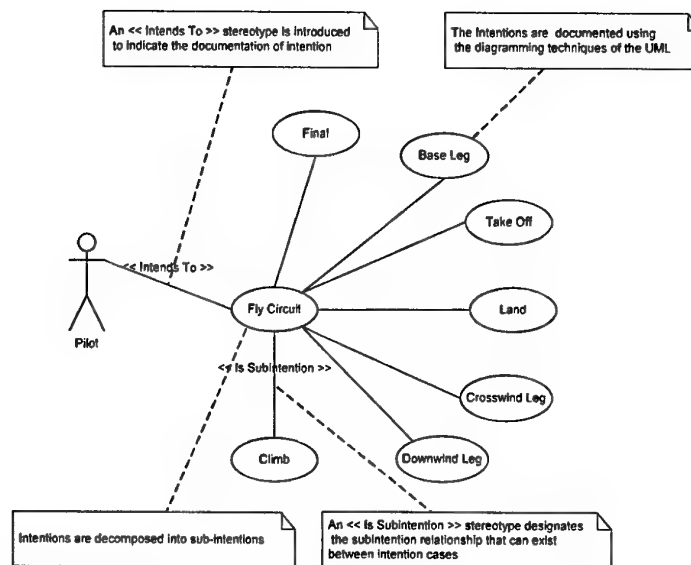 An << Intends To >> stereotype is introduced
to indicate the documentation of intention
The Intentions are documented using
the diagramming techniques of the UML
Final
Base Leg
Take Off
<< Intends To >>
Pilot
Fly Circuit
Land
<< Is Subintention >>
Crosswind Leg
Climb
Downwind Leg
Intentions are decomposed into sub-intentions
An << Is Subintention >> stereotype designates
the subintention relationship that can exist
between intention cases